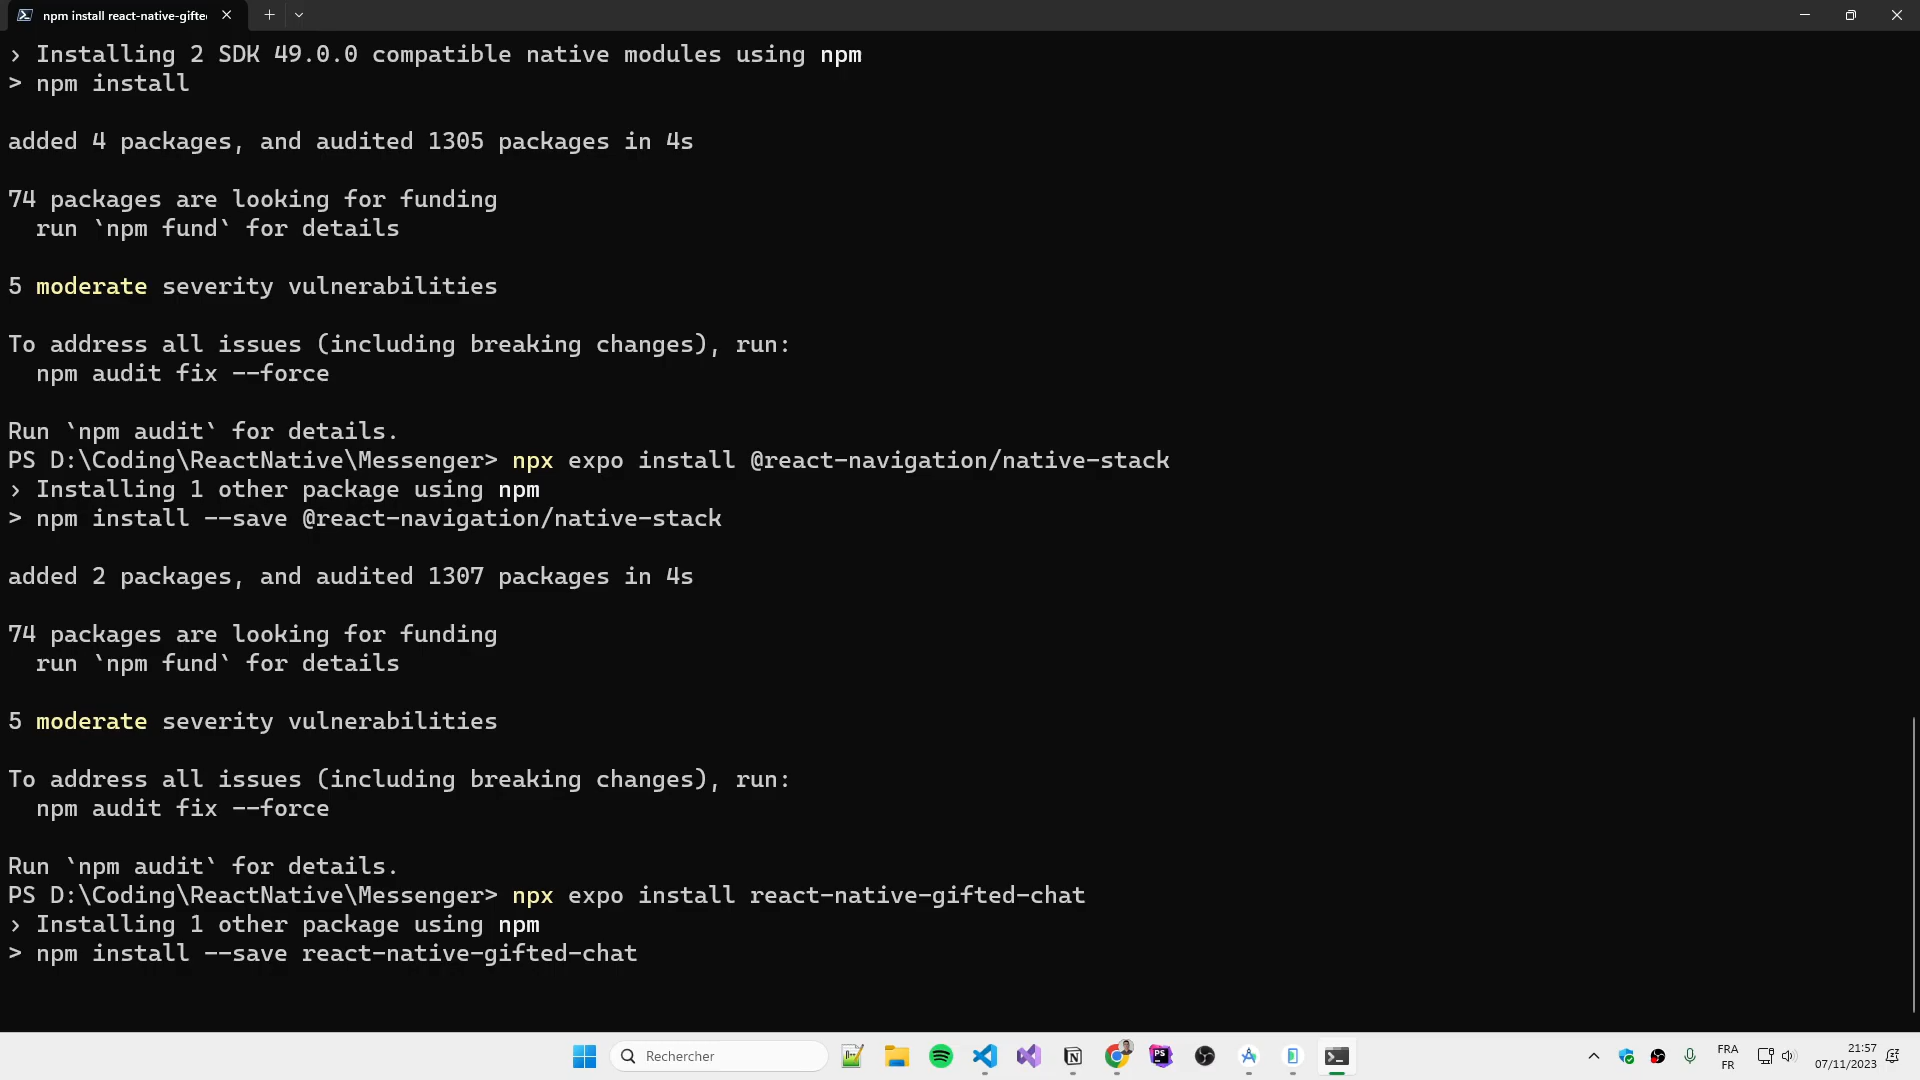 npm install react-native-gifte
› Installing 2 SDK 49.0.0 compatible native modules using npm
> npm install
added 4 packages, and audited 1305 packages in 4s
74 packages are looking for funding
run `npm fund` for details
5 moderate severity vulnerabilities
To address all issues (including breaking changes), run:
npm audit fix --force
Run `npm audit` for details.
PS D:\Coding\ReactNative\Messenger> npx expo install @react-navigation/native-stack
› Installing 1 other package using npm
> npm install --save @react-navigation/native-stack
added 2 packages, and audited 1307 packages in 4s
74 packages are looking for funding
run `npm fund` for details
5 moderate severity vulnerabilities
To address all issues (including breaking changes), run:
npm audit fix --force
Run `npm audit` for details.
PS D:\Coding\ReactNative\Messenger> npx expo install react-native-gifted-chat
› Installing 1 other package using npm
> npm install --save react-native-gifted-chat
Rechercher
FRA
FR
21:57
07/11/2023